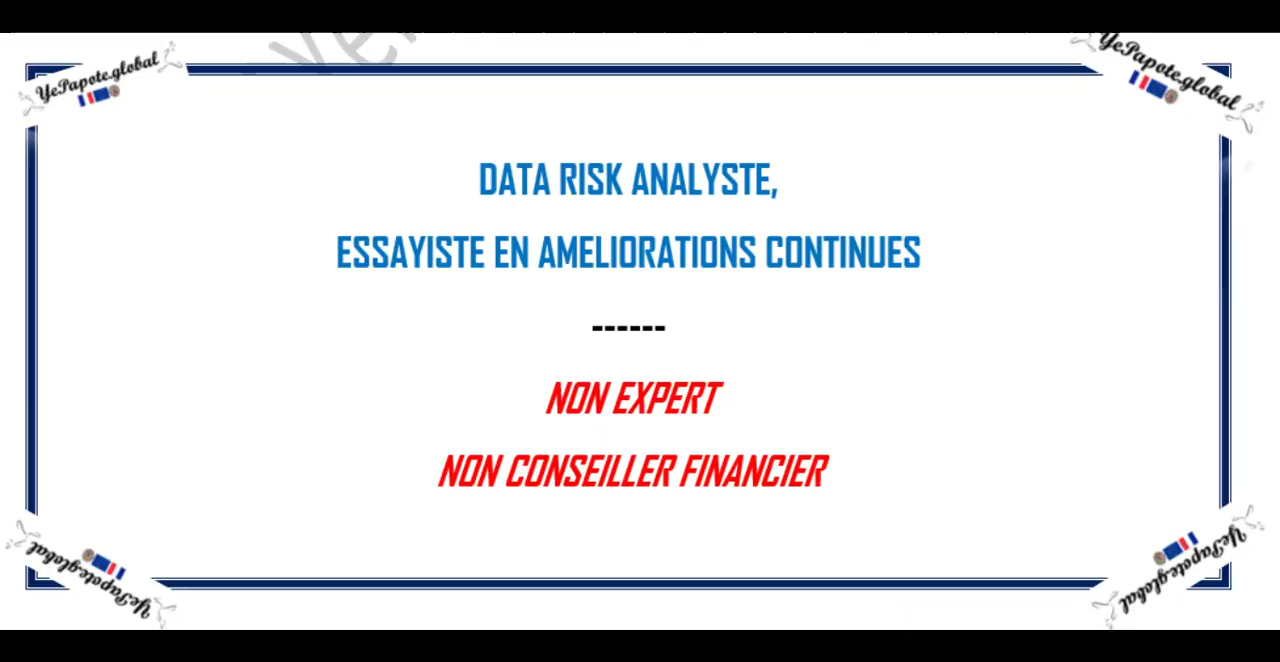 YePapote.global
YePapote.global
DATA RISK ANALYSTE,
ESSAYISTE EN AMELIORATIONS CONTINUES
------
NON EXPERT
NON CONSEILLER FINANCIER
YePapote.global
YePapote.global